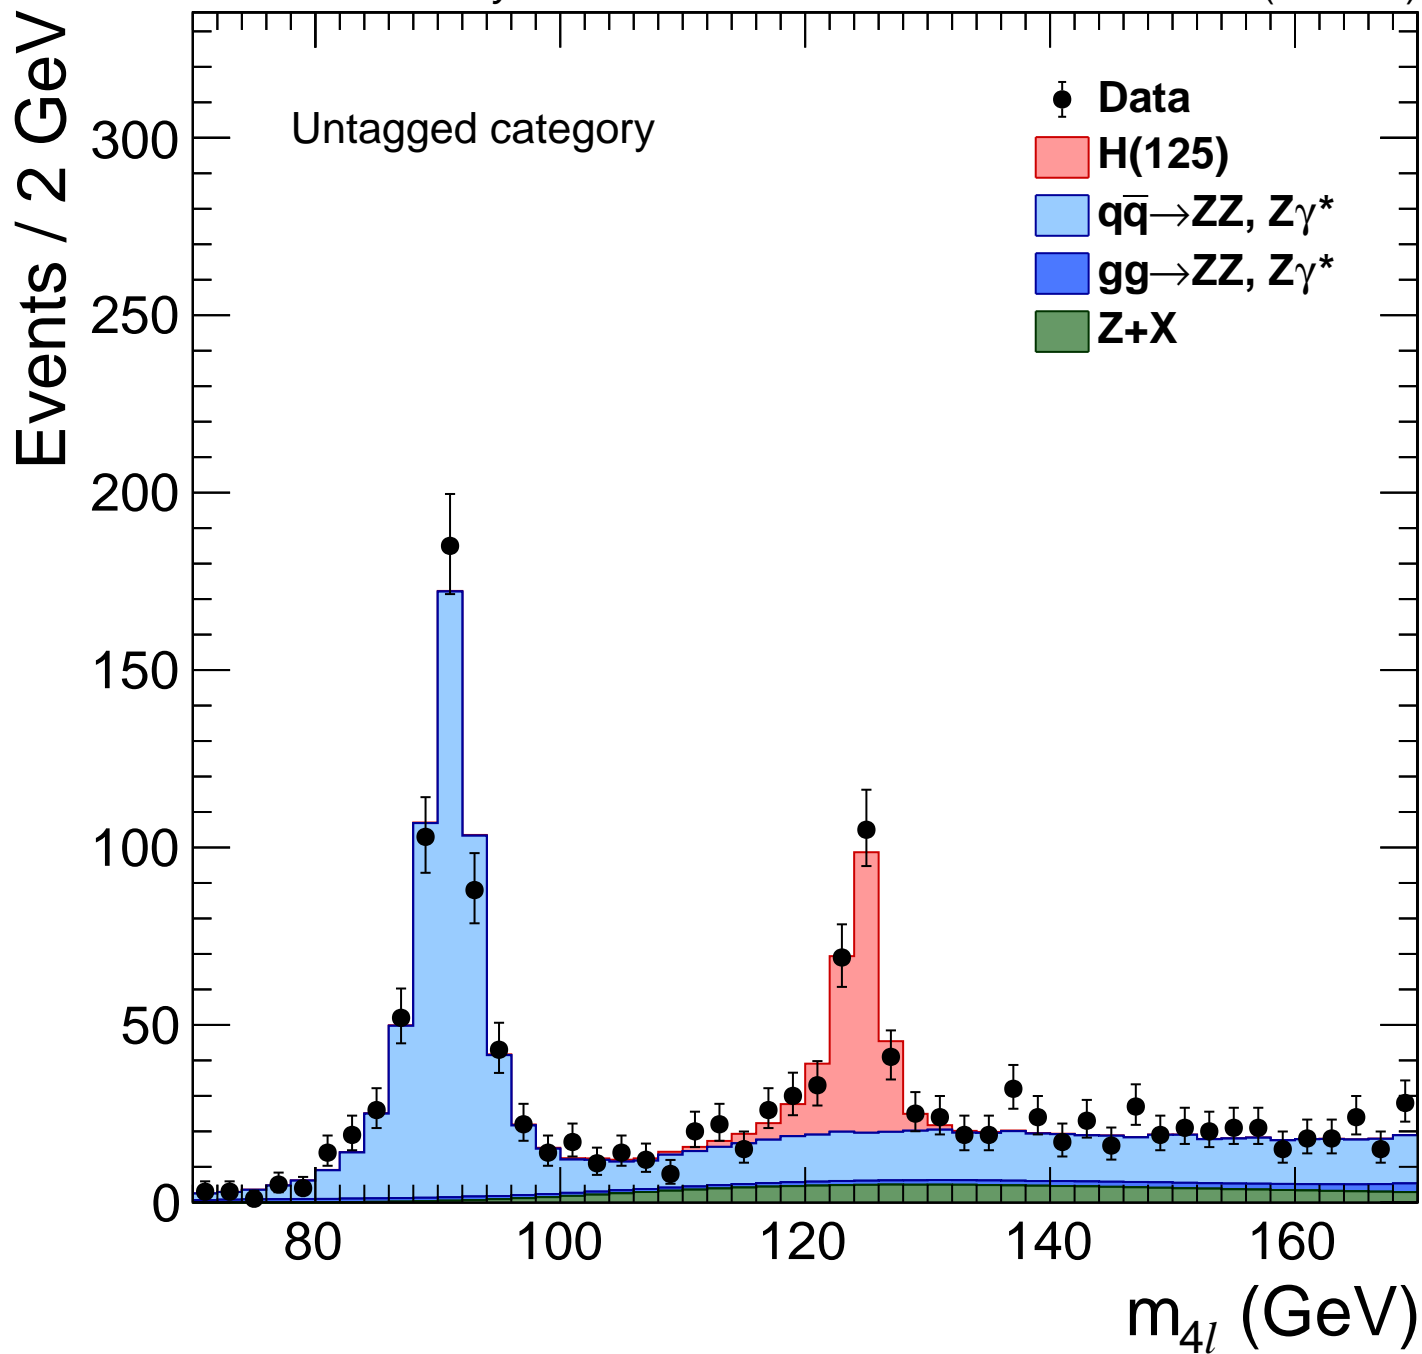 Events / 2 GeV
Untagged category
Data
H(125)
qq̅→ZZ, Zγ*
gg→ZZ, Zγ*
Z+X
300
250
200
150
100
50
0
80 100 120 140 160
m4l (GeV)